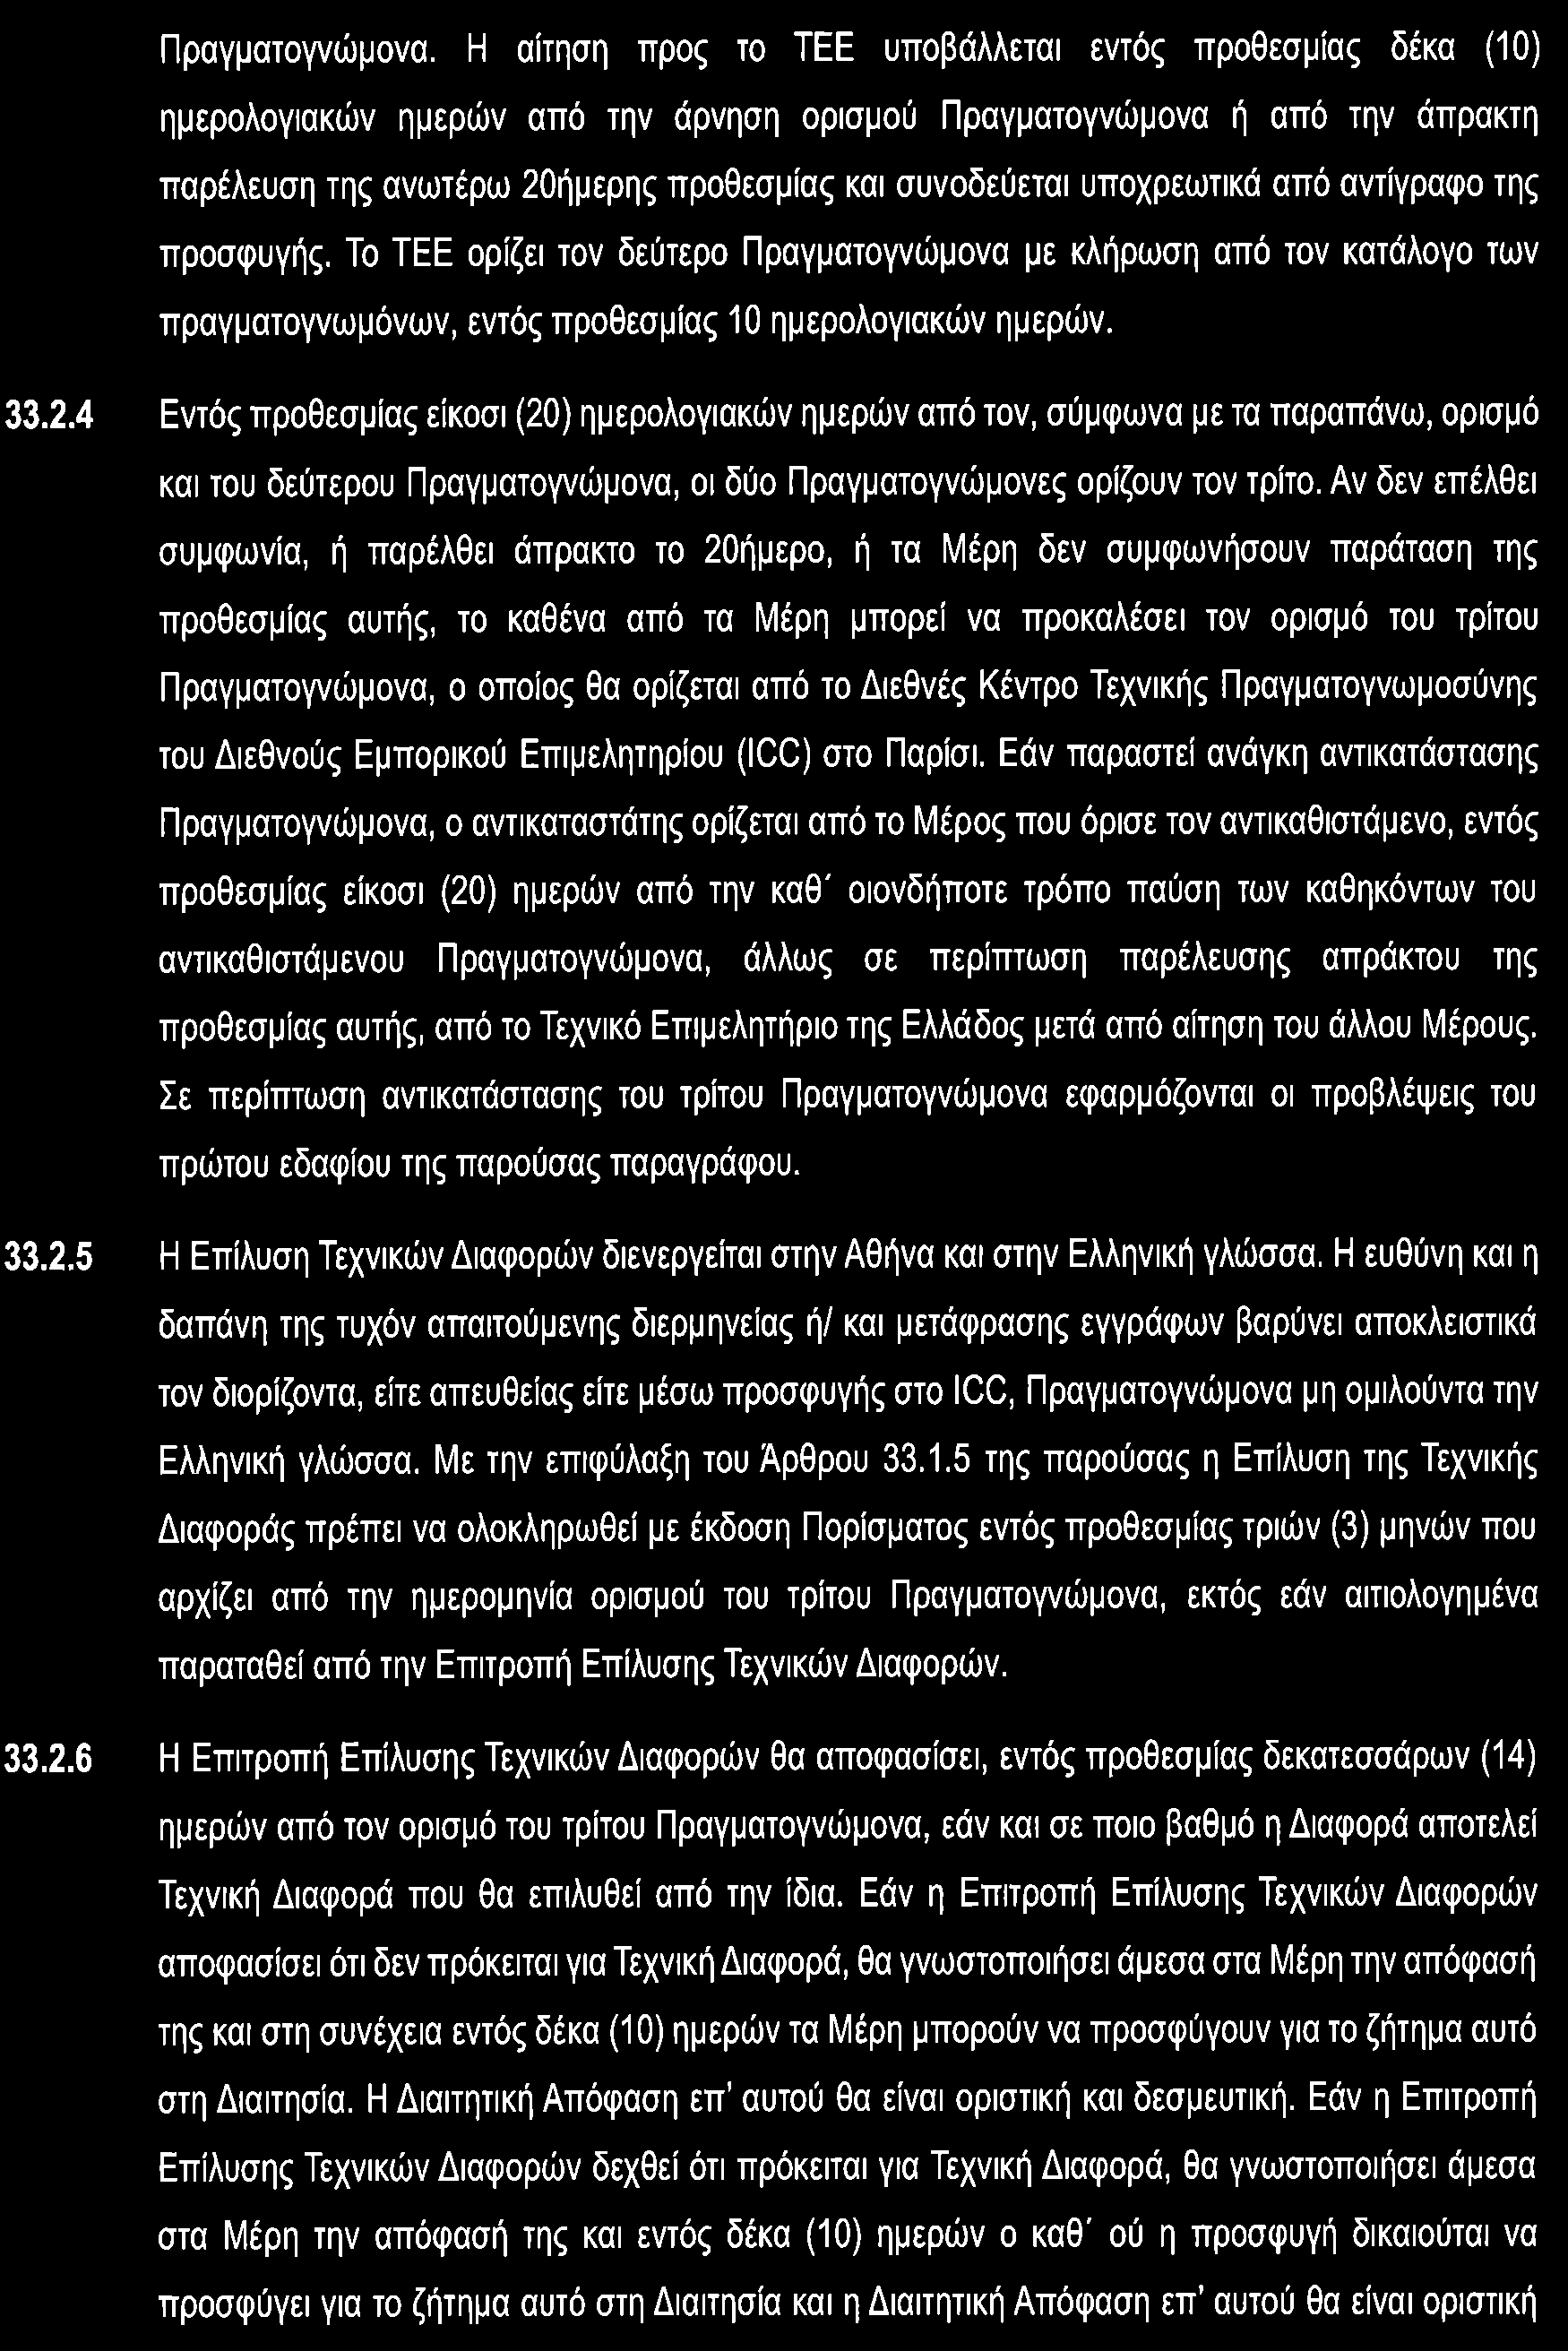 Πραγματογνώμονα. Η αίτηση προς το ΤΕΕ υποβάλλεται εντός προθεσμίας δέκα (10)
ημερολογιακών ημερών από την άρνηση ορισμού Πραγματογνώμονα ή από την άπρακτη
παρέλευση της ανωτέρω 20ήμερης προθεσμίας και συνοδεύεται υποχρεωτικά από αντίγραφο της
προσφυγής. Το ΤΕΕ ορίζει τον δεύτερο Πραγματογνώμονα με κλήρωση από τον κατάλογο των
πραγματογνωμόνων, εντός προθεσμίας 10 ημερολογιακών ημερών.
33.2.4 Εντός προθεσμίας είκοσι (20) ημερολογιακών ημερών από τον, σύμφωνα με τα παραπάνω, ορισμό
και του δεύτερου Πραγματογνώμονα, οι δύο Πραγματογνώμονες ορίζουν τον τρίτο. Αν δεν επέλθει
συμφωνία, ή παρέλθει άπρακτο το 20ήμερο, ή τα Μέρη δεν συμφωνήσουν παράταση της
προθεσμίας αυτής, το καθένα από τα Μέρη μπορεί να προκαλέσει τον ορισμό του τρίτου
Πραγματογνώμονα, ο οποίος θα ορίζεται από το Διεθνές Κέντρο Τεχνικής Πραγματογνωμοσύνης
του Διεθνούς Εμπορικού Επιμελητηρίου (ICC) στο Παρίσι. Εάν παραστεί ανάγκη αντικατάστασης
Πραγματογνώμονα, ο αντικαταστάτης ορίζεται από το Μέρος που όρισε τον αντικαθιστάμενο, εντός
προθεσμίας είκοσι (20) ημερών από την καθ΄ οιονδήποτε τρόπο παύση των καθηκόντων του
αντικαθιστάμενου Πραγματογνώμονα, άλλως σε περίπτωση παρέλευσης απράκτου της
προθεσμίας αυτής, από το Τεχνικό Επιμελητήριο της Ελλάδος μετά από αίτηση του άλλου Μέρους.
Σε περίπτωση αντικατάστασης του τρίτου Πραγματογνώμονα εφαρμόζονται οι προβλέψεις του
πρώτου εδαφίου της παρούσας παραγράφου.
33.2.5 Η Επίλυση Τεχνικών Διαφορών διενεργείται στην Αθήνα και στην Ελληνική γλώσσα. Η ευθύνη και η
δαπάνη της τυχόν απαιτούμενης διερμηνείας ή/ και μετάφρασης εγγράφων βαρύνει αποκλειστικά
τον διορίζοντα, είτε απευθείας είτε μέσω προσφυγής στο ICC, Πραγματογνώμονα μη ομιλούντα την
Ελληνική γλώσσα. Με την επιφύλαξη του Άρθρου 33.1.5 της παρούσας η Επίλυση της Τεχνικής
Διαφοράς πρέπει να ολοκληρωθεί με έκδοση Πορίσματος εντός προθεσμίας τριών (3) μηνών που
αρχίζει από την ημερομηνία ορισμού του τρίτου Πραγματογνώμονα, εκτός εάν αιτιολογημένα
παραταθεί από την Επιτροπή Επίλυσης Τεχνικών Διαφορών.
33.2.6 Η Επιτροπή Επίλυσης Τεχνικών Διαφορών θα αποφασίσει, εντός προθεσμίας δεκατεσσάρων (14)
ημερών από τον ορισμό του τρίτου Πραγματογνώμονα, εάν και σε ποιο βαθμό η Διαφορά αποτελεί
Τεχνική Διαφορά που θα επιλυθεί από την ίδια. Εάν η Επιτροπή Επίλυσης Τεχνικών Διαφορών
αποφασίσει ότι δεν πρόκειται για Τεχνική Διαφορά, θα γνωστοποιήσει άμεσα στα Μέρη την απόφασή
της και στη συνέχεια εντός δέκα (10) ημερών τα Μέρη μπορούν να προσφύγουν για το ζήτημα αυτό
στη Διαιτησία. Η Διαιτητική Απόφαση επ’ αυτού θα είναι οριστική και δεσμευτική. Εάν η Επιτροπή
Επίλυσης Τεχνικών Διαφορών δεχθεί ότι πρόκειται για Τεχνική Διαφορά, θα γνωστοποιήσει άμεσα
στα Μέρη την απόφασή της και εντός δέκα (10) ημερών ο καθ΄ ού η προσφυγή δικαιούται να
προσφύγει για το ζήτημα αυτό στη Διαιτησία και η Διαιτητική Απόφαση επ’ αυτού θα είναι οριστική